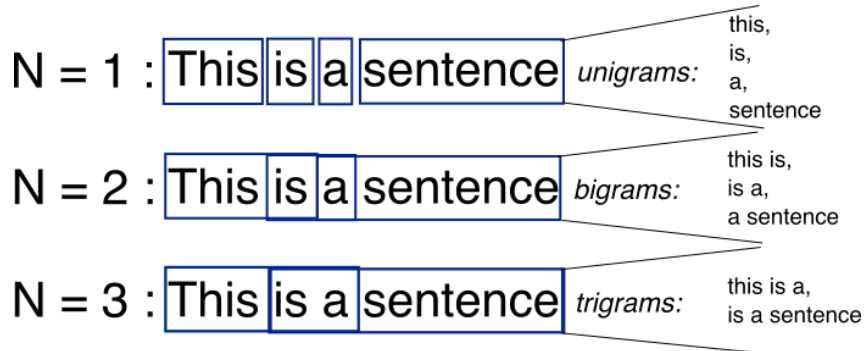 N = 1 : This is a sentence unigrams:
this,
is,
a,
sentence
N = 2 : This is a sentence bigrams:
this is,
is a,
a sentence
N = 3 : This is a sentence trigrams:
this is a,
is a sentence